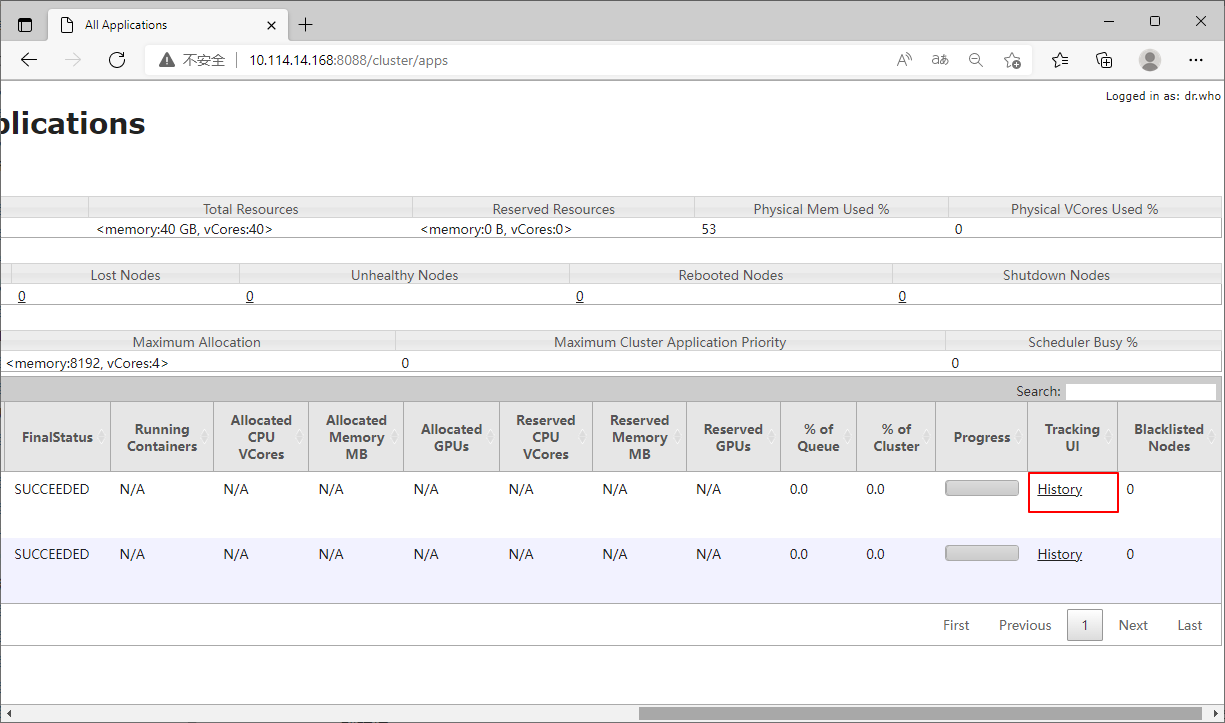 All Applications
不安全 10.114.14.168:8088/cluster/apps
Logged in as: dr.who
plications
Total Resources Reserved Resources Physical Mem Used % Physical VCores Used %
<memory:40 GB, vCores:40> <memory:0 B, vCores:0> 53 0
Lost Nodes Unhealthy Nodes Rebooted Nodes Shutdown Nodes
0 0 0 0
Maximum Allocation Maximum Cluster Application Priority Scheduler Busy %
<memory:8192, vCores:4> 0 0
Search:
FinalStatus Running Containers Allocated CPU VCores Allocated Memory MB Allocated GPUs Reserved CPU VCores Reserved Memory MB Reserved GPUs % of Queue % of Cluster Progress Tracking UI Blacklisted Nodes
SUCCEEDED N/A N/A N/A N/A N/A N/A N/A 0.0 0.0 History 0
SUCCEEDED N/A N/A N/A N/A N/A N/A N/A 0.0 0.0 History 0
First Previous 1 Next Last